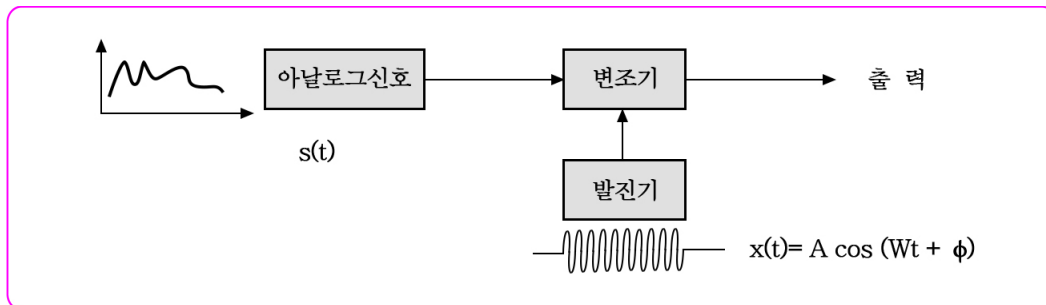 아날로그신호 변조기 출 력
s(t)
발진기
x(t)= A cos (Wt + ϕ)